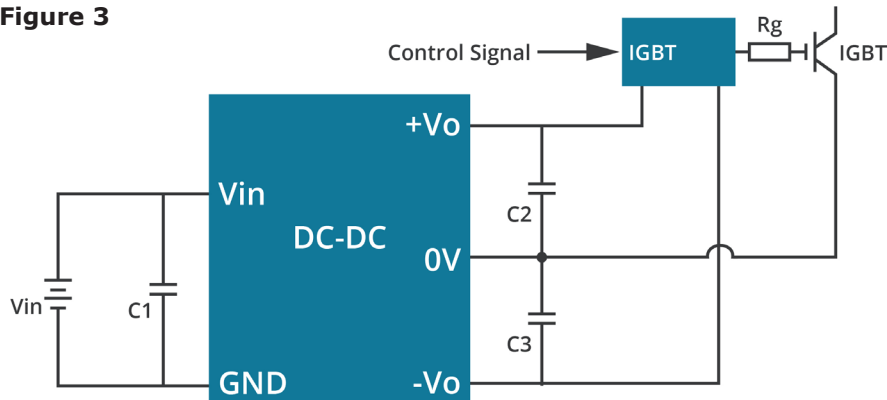 Figure 3
Control Signal
IGBT
Rg
IGBT
+Vo
Vin
C2
DC-DC
0V
Vin
C1
C3
GND
-Vo